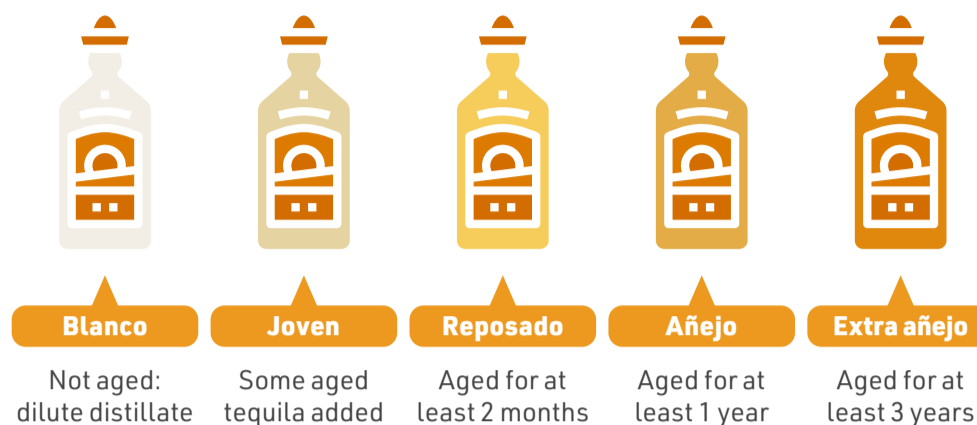 Blanco
Not aged:
dilute distillate
Joven
Some aged
tequila added
Reposado
Aged for at
least 2 months
Añejo
Aged for at
least 1 year
Extra añejo
Aged for at
least 3 years